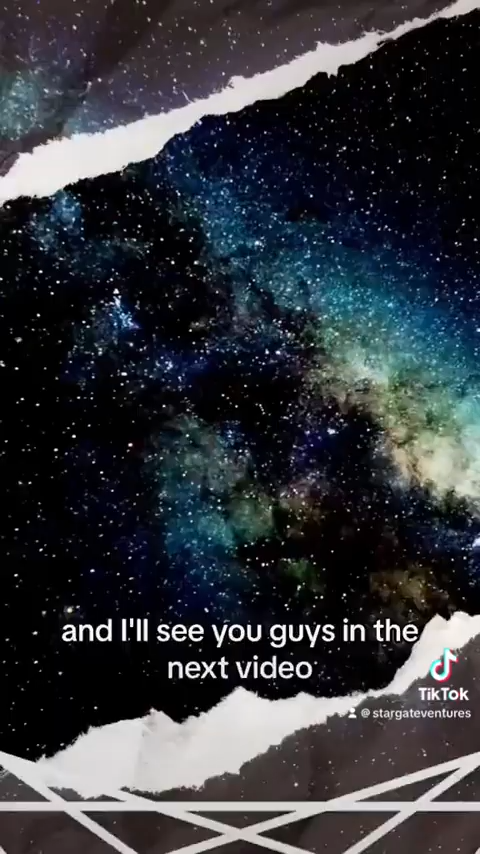 and I'll see you guys in the
next video
TikTok
@stargateventures